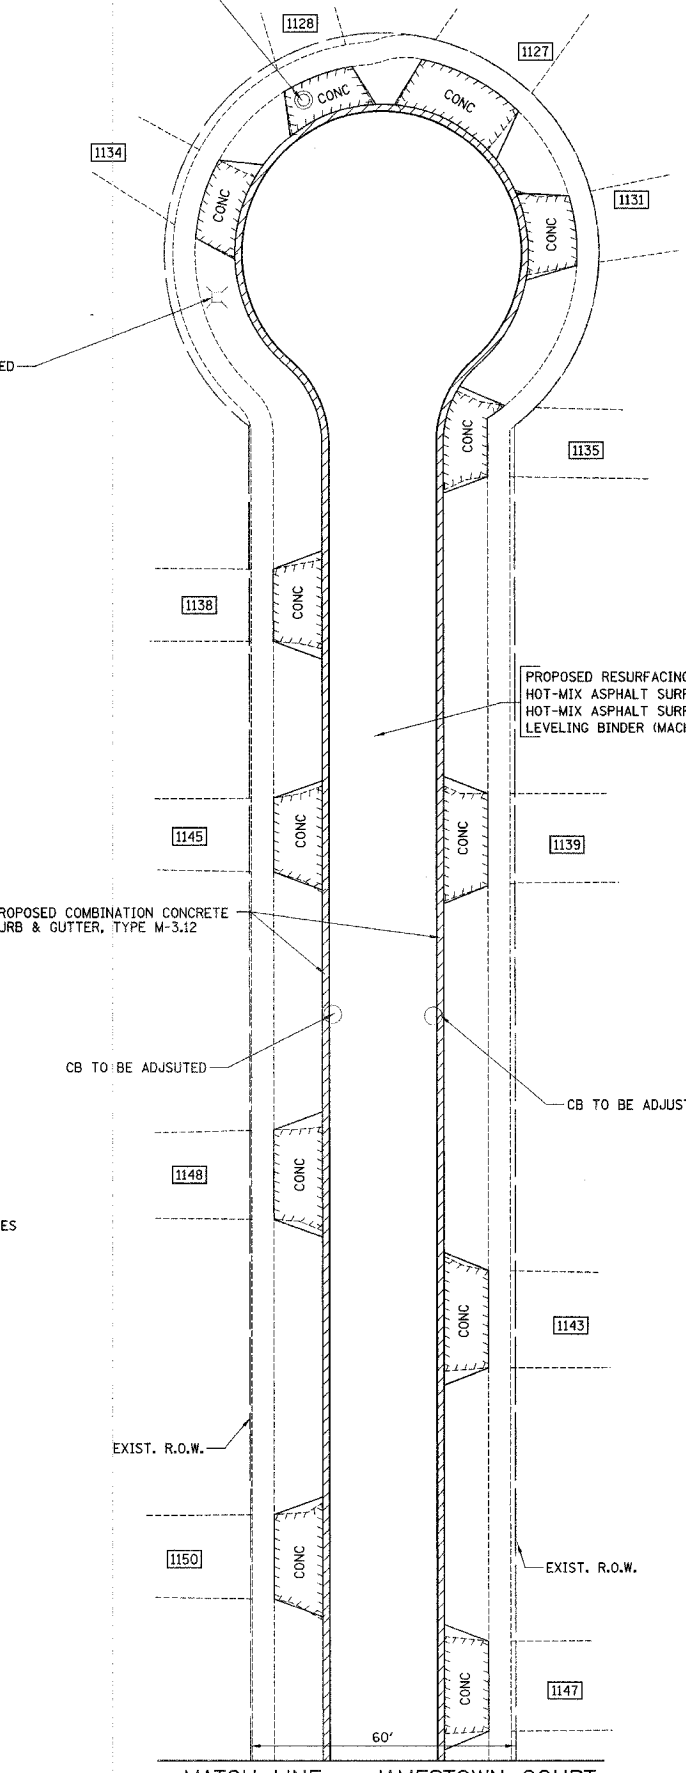 1128
1127
CONC
CONC
1134
CONC
1131
CONC
ED
CONC
1135
1138
CONC
PROPOSED RESURFACING
HOT-MIX ASPHALT SURF
HOT-MIX ASPHALT SURF
LEVELING BINDER (MACH
1145
CONC
CONC
1139
ROPOSED COMBINATION CONCRETE
URB & GUTTER, TYPE M-3.12
CB TO BE ADJSUTED
CB TO BE ADJUST
1148
CONC
ES
CONC
1143
EXIST. R.O.W.
1150
CONC
EXIST. R.O.W.
CONC
1147
60'
MATCH LINE JAMESTOWN COURT